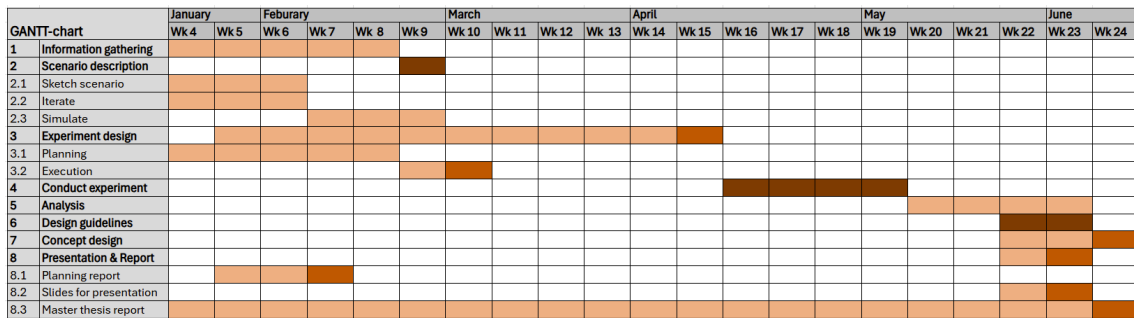 January Feburary March April May June
GANTT-chart Wk 4 Wk 5 Wk 6 Wk 7 Wk 8 Wk 9 Wk 10 Wk 11 Wk 12 Wk 13 Wk 14 Wk 15 Wk 16 Wk 17 Wk 18 Wk 19 Wk 20 Wk 21 Wk 22 Wk 23 Wk 24
1 Information gathering
2 Scenario description
2.1 Sketch scenario
2.2 Iterate
2.3 Simulate
3 Experiment design
3.1 Planning
3.2 Execution
4 Conduct experiment
5 Analysis
6 Design guidelines
7 Concept design
8 Presentation & Report
8.1 Planning report
8.2 Slides for presentation
8.3 Master thesis report